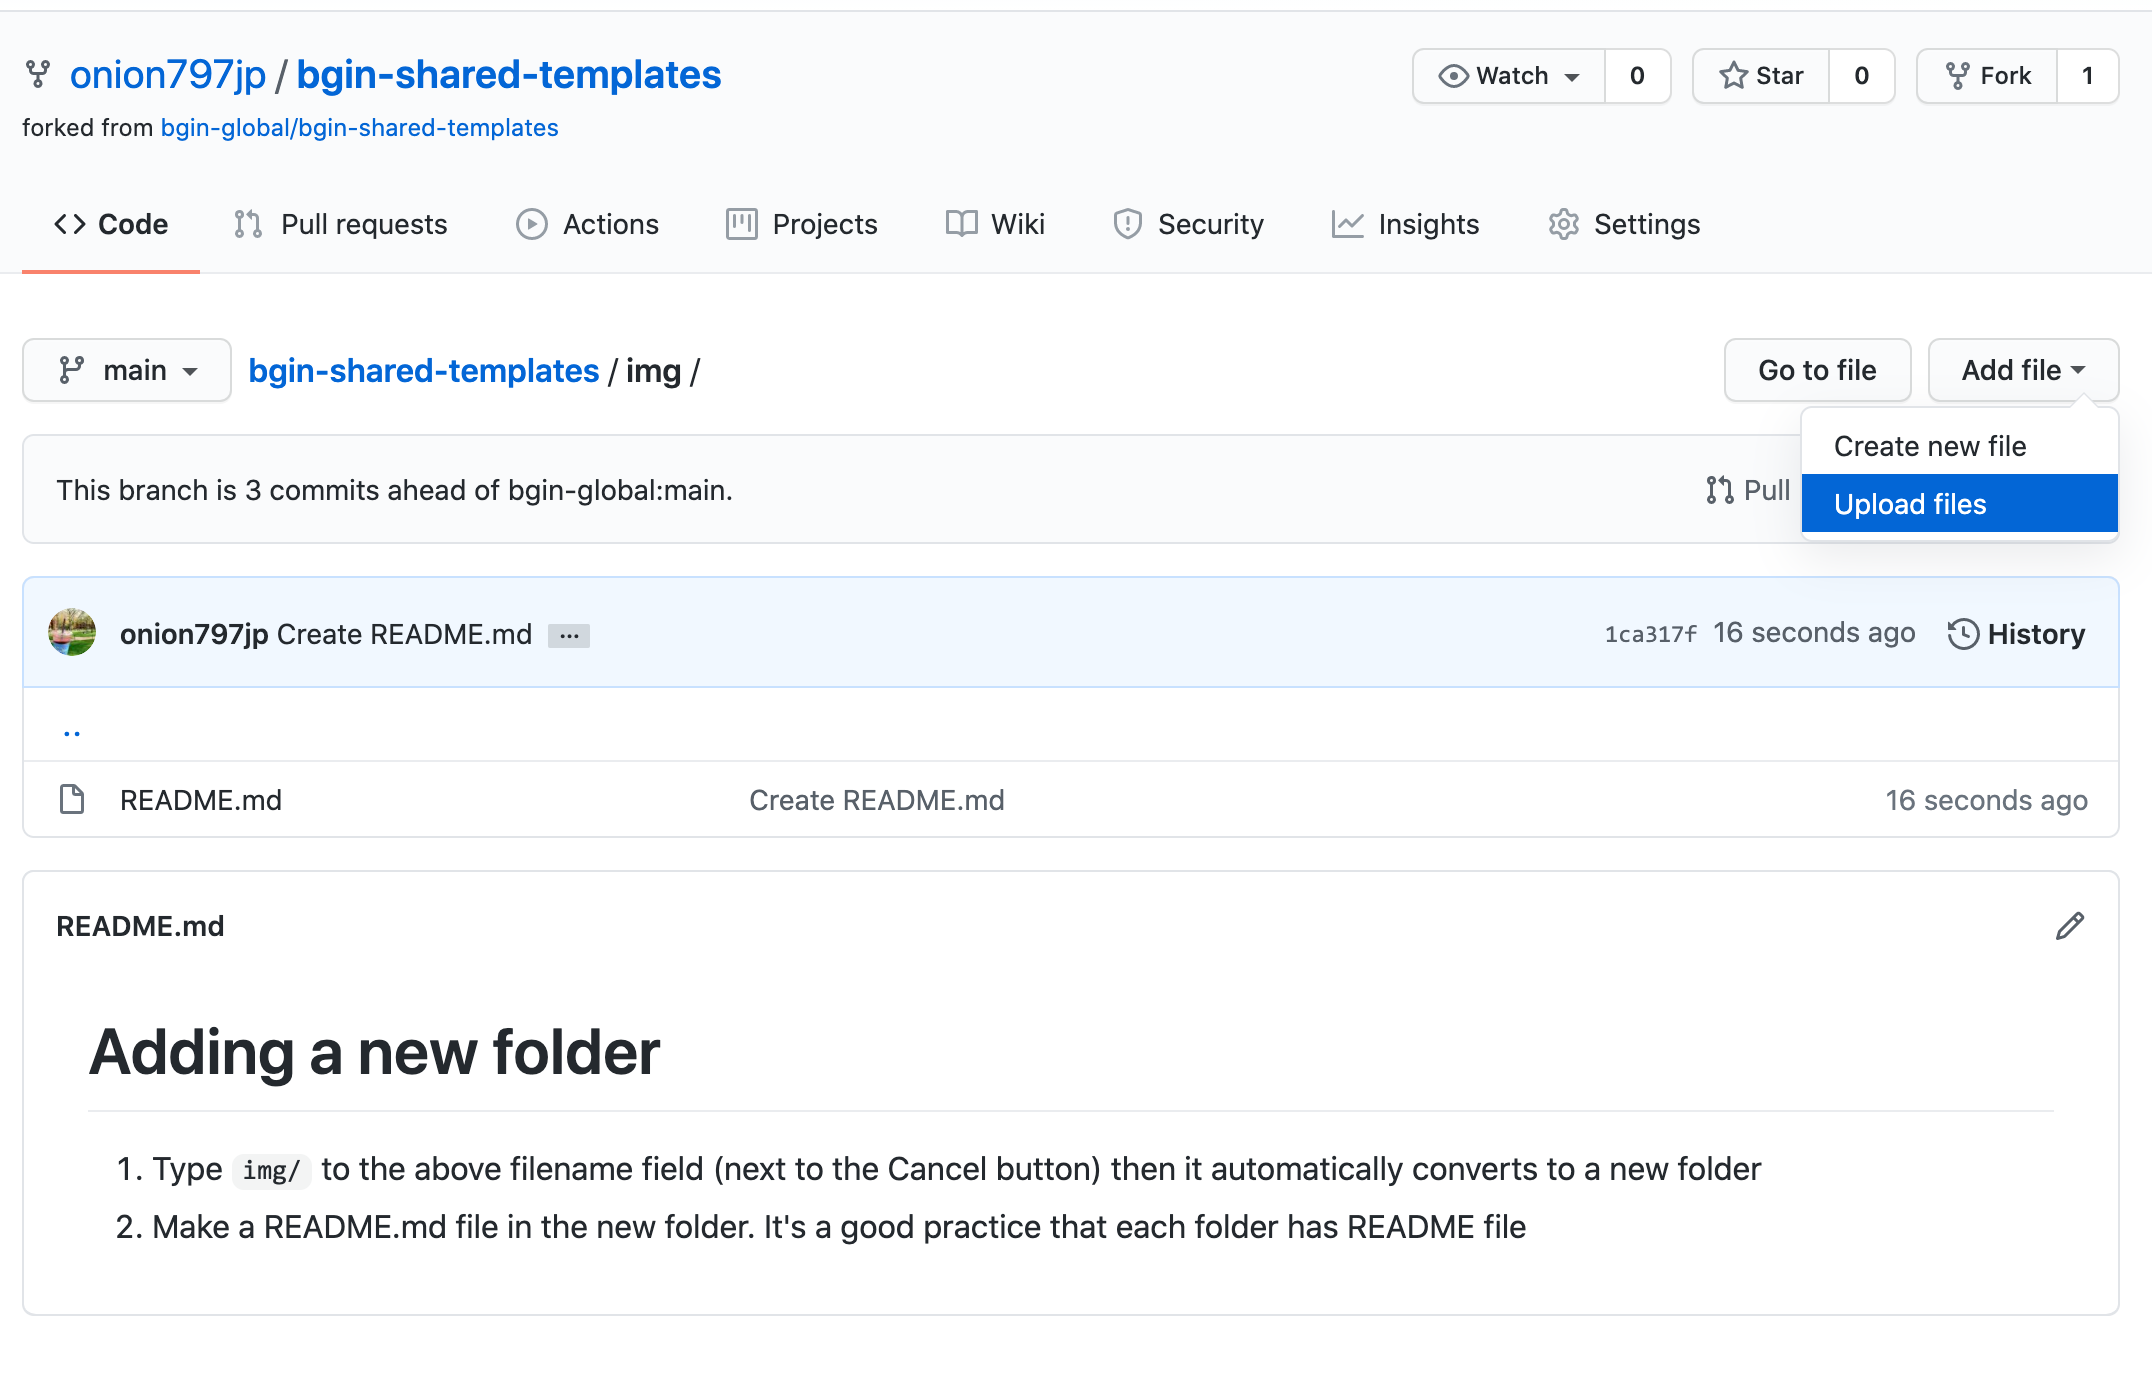 onion797jp / bgin-shared-templates
Watch 0 Star 0 Fork 1
forked from bgin-global/bgin-shared-templates
Code Pull requests Actions Projects Wiki Security Insights Settings
main bgin-shared-templates / img / Go to file Add file
Create new file
This branch is 3 commits ahead of bgin-global:main. Pull
Upload files
onion797jp Create README.md ... 1ca317f 16 seconds ago History
..
README.md Create README.md 16 seconds ago
README.md
Adding a new folder
1. Type img/ to the above filename field (next to the Cancel button) then it automatically converts to a new folder
2. Make a README.md file in the new folder. It's a good practice that each folder has README file